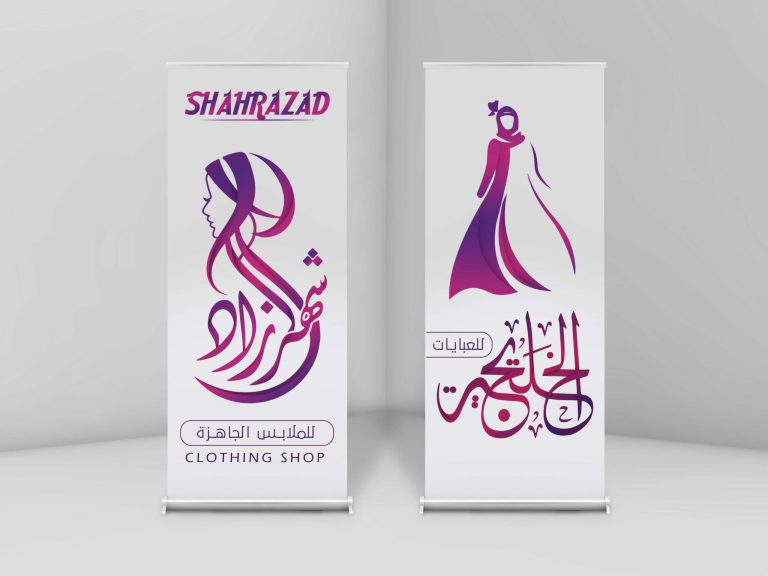 SHAHRAZAD
شهرزاد
للملابس الجاهزة
CLOTHING SHOP
للعبايات
الخليجية